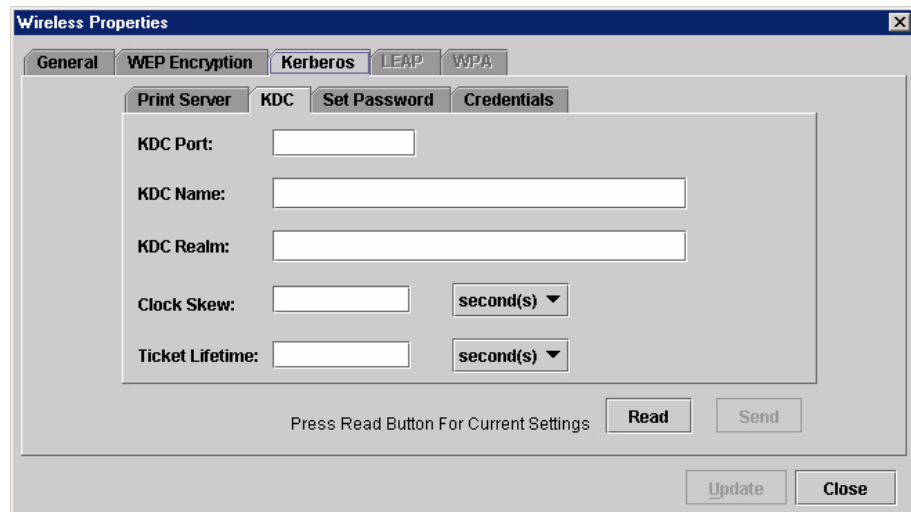 Wireless Properties
General WEP Encryption Kerberos LEAP WPA
Print Server KDC Set Password Credentials
KDC Port:
KDC Name:
KDC Realm:
Clock Skew: second(s)
Ticket Lifetime: second(s)
Press Read Button For Current Settings Read Send
Update Close